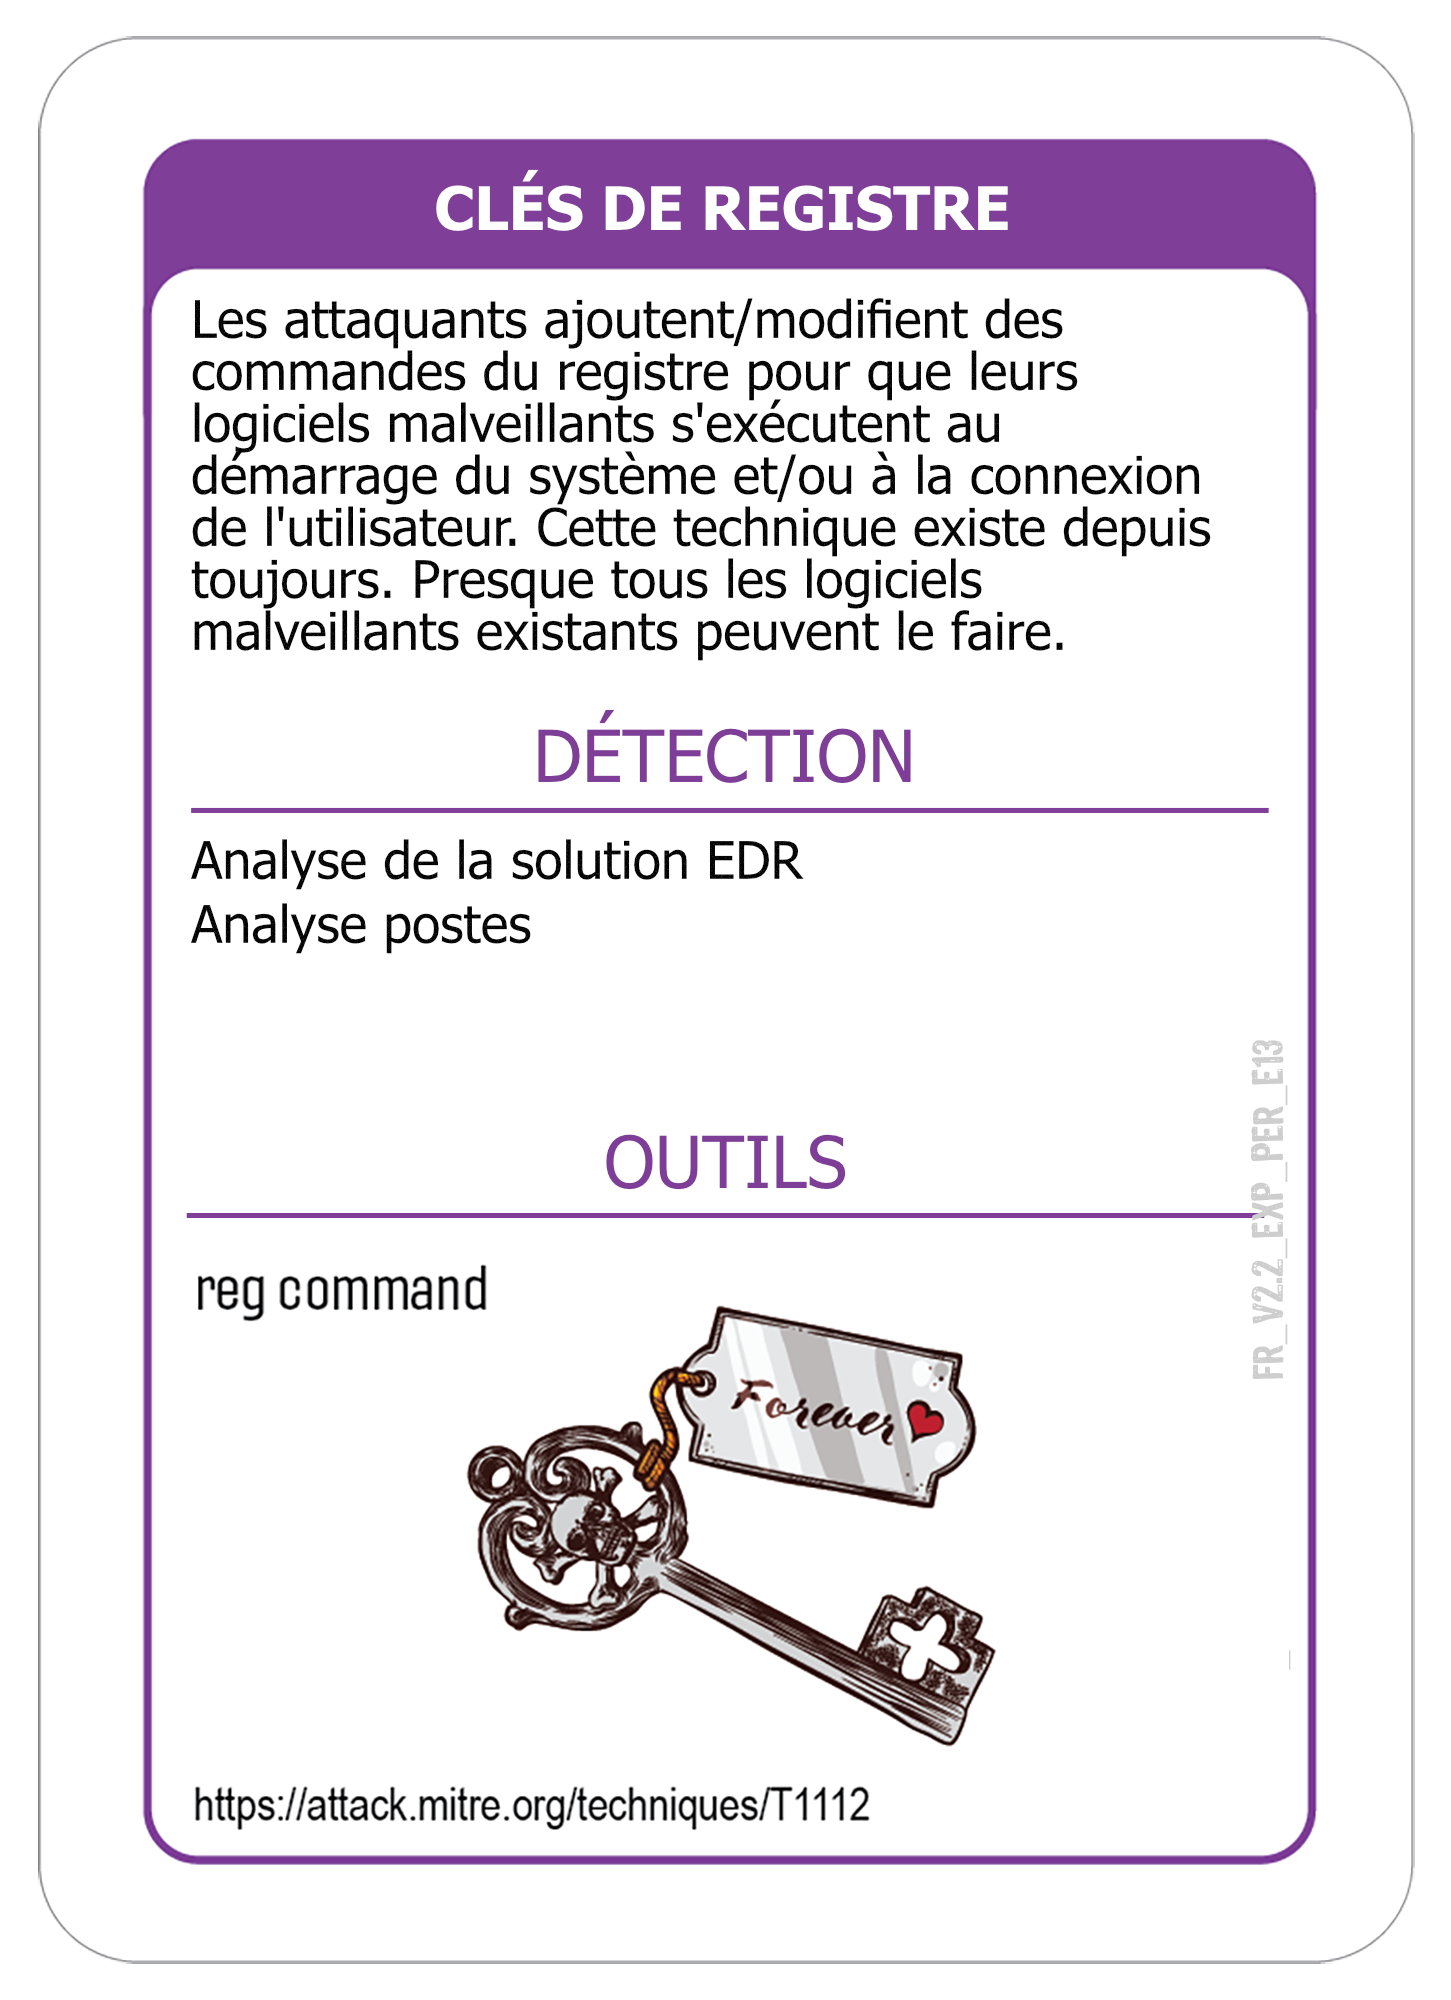 CLÉS DE REGISTRE
Les attaquants ajoutent/modifient des
commandes du registre pour que leurs
logiciels malveillants s'exécutent au
démarrage du système et/ou à la connexion
de l'utilisateur. Cette technique existe depuis
toujours. Presque tous les logiciels
malveillants existants peuvent le faire.
DÉTECTION
Analyse de la solution EDR
Analyse postes
OUTILS
reg command
Forever
https://attack.mitre.org/techniques/T1112
FR_V2.2_EXP_PER_E13